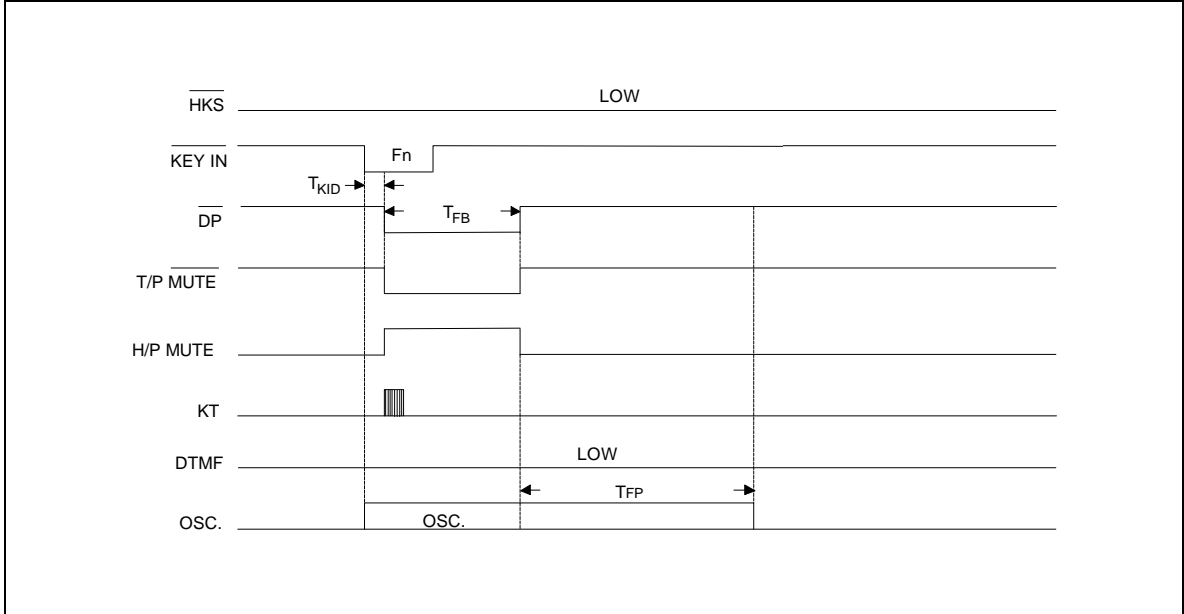 HKS
LOW
KEY IN
Fn
TKID
DP
TFB
T/P MUTE
H/P MUTE
KT
DTMF
LOW
TFP
OSC.
OSC.